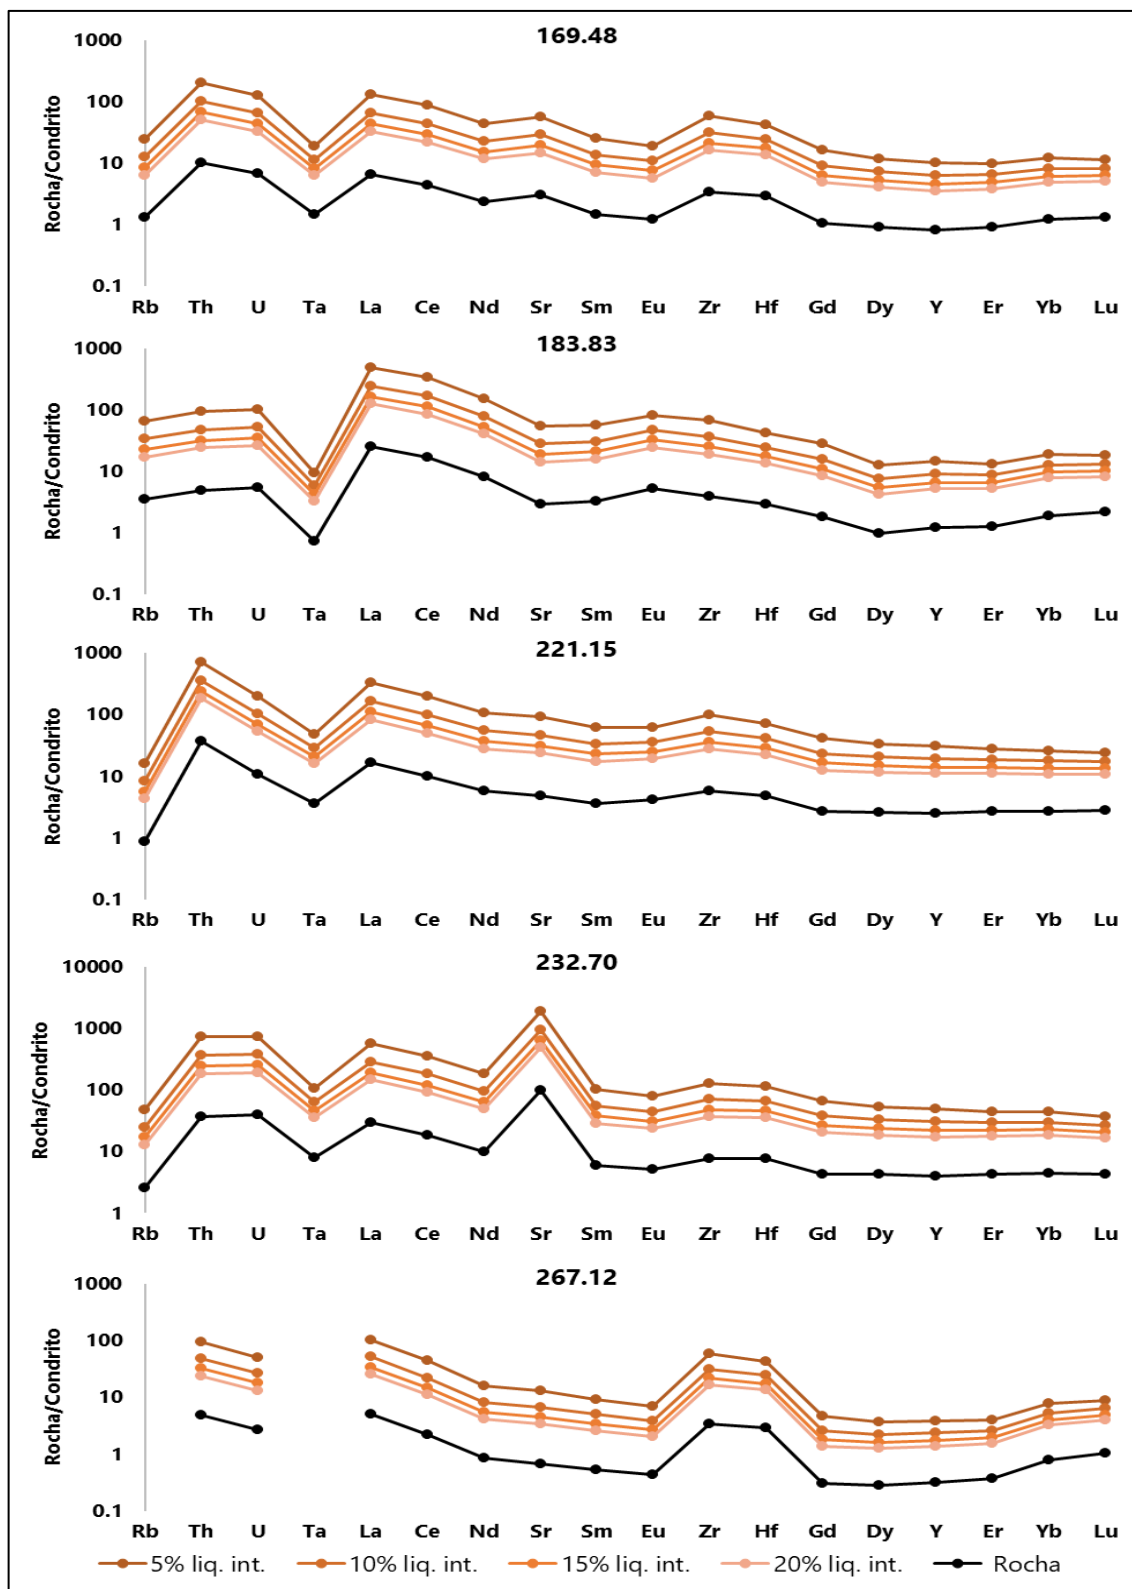 169.48
1000
100
10
1
0.1
Rocha/Condrito
Rb Th U Ta La Ce Nd Sr Sm Eu Zr Hf Gd Dy Y Er Yb Lu
183.83
1000
100
10
1
0.1
Rocha/Condrito
Rb Th U Ta La Ce Nd Sr Sm Eu Zr Hf Gd Dy Y Er Yb Lu
221.15
1000
100
10
1
0.1
Rocha/Condrito
Rb Th U Ta La Ce Nd Sr Sm Eu Zr Hf Gd Dy Y Er Yb Lu
232.70
10000
1000
100
10
1
Rocha/Condrito
Rb Th U Ta La Ce Nd Sr Sm Eu Zr Hf Gd Dy Y Er Yb Lu
267.12
1000
100
10
1
0.1
Rocha/Condrito
Rb Th U Ta La Ce Nd Sr Sm Eu Zr Hf Gd Dy Y Er Yb Lu
5% liq. int. 10% liq. int. 15% liq. int. 20% liq. int. Rocha